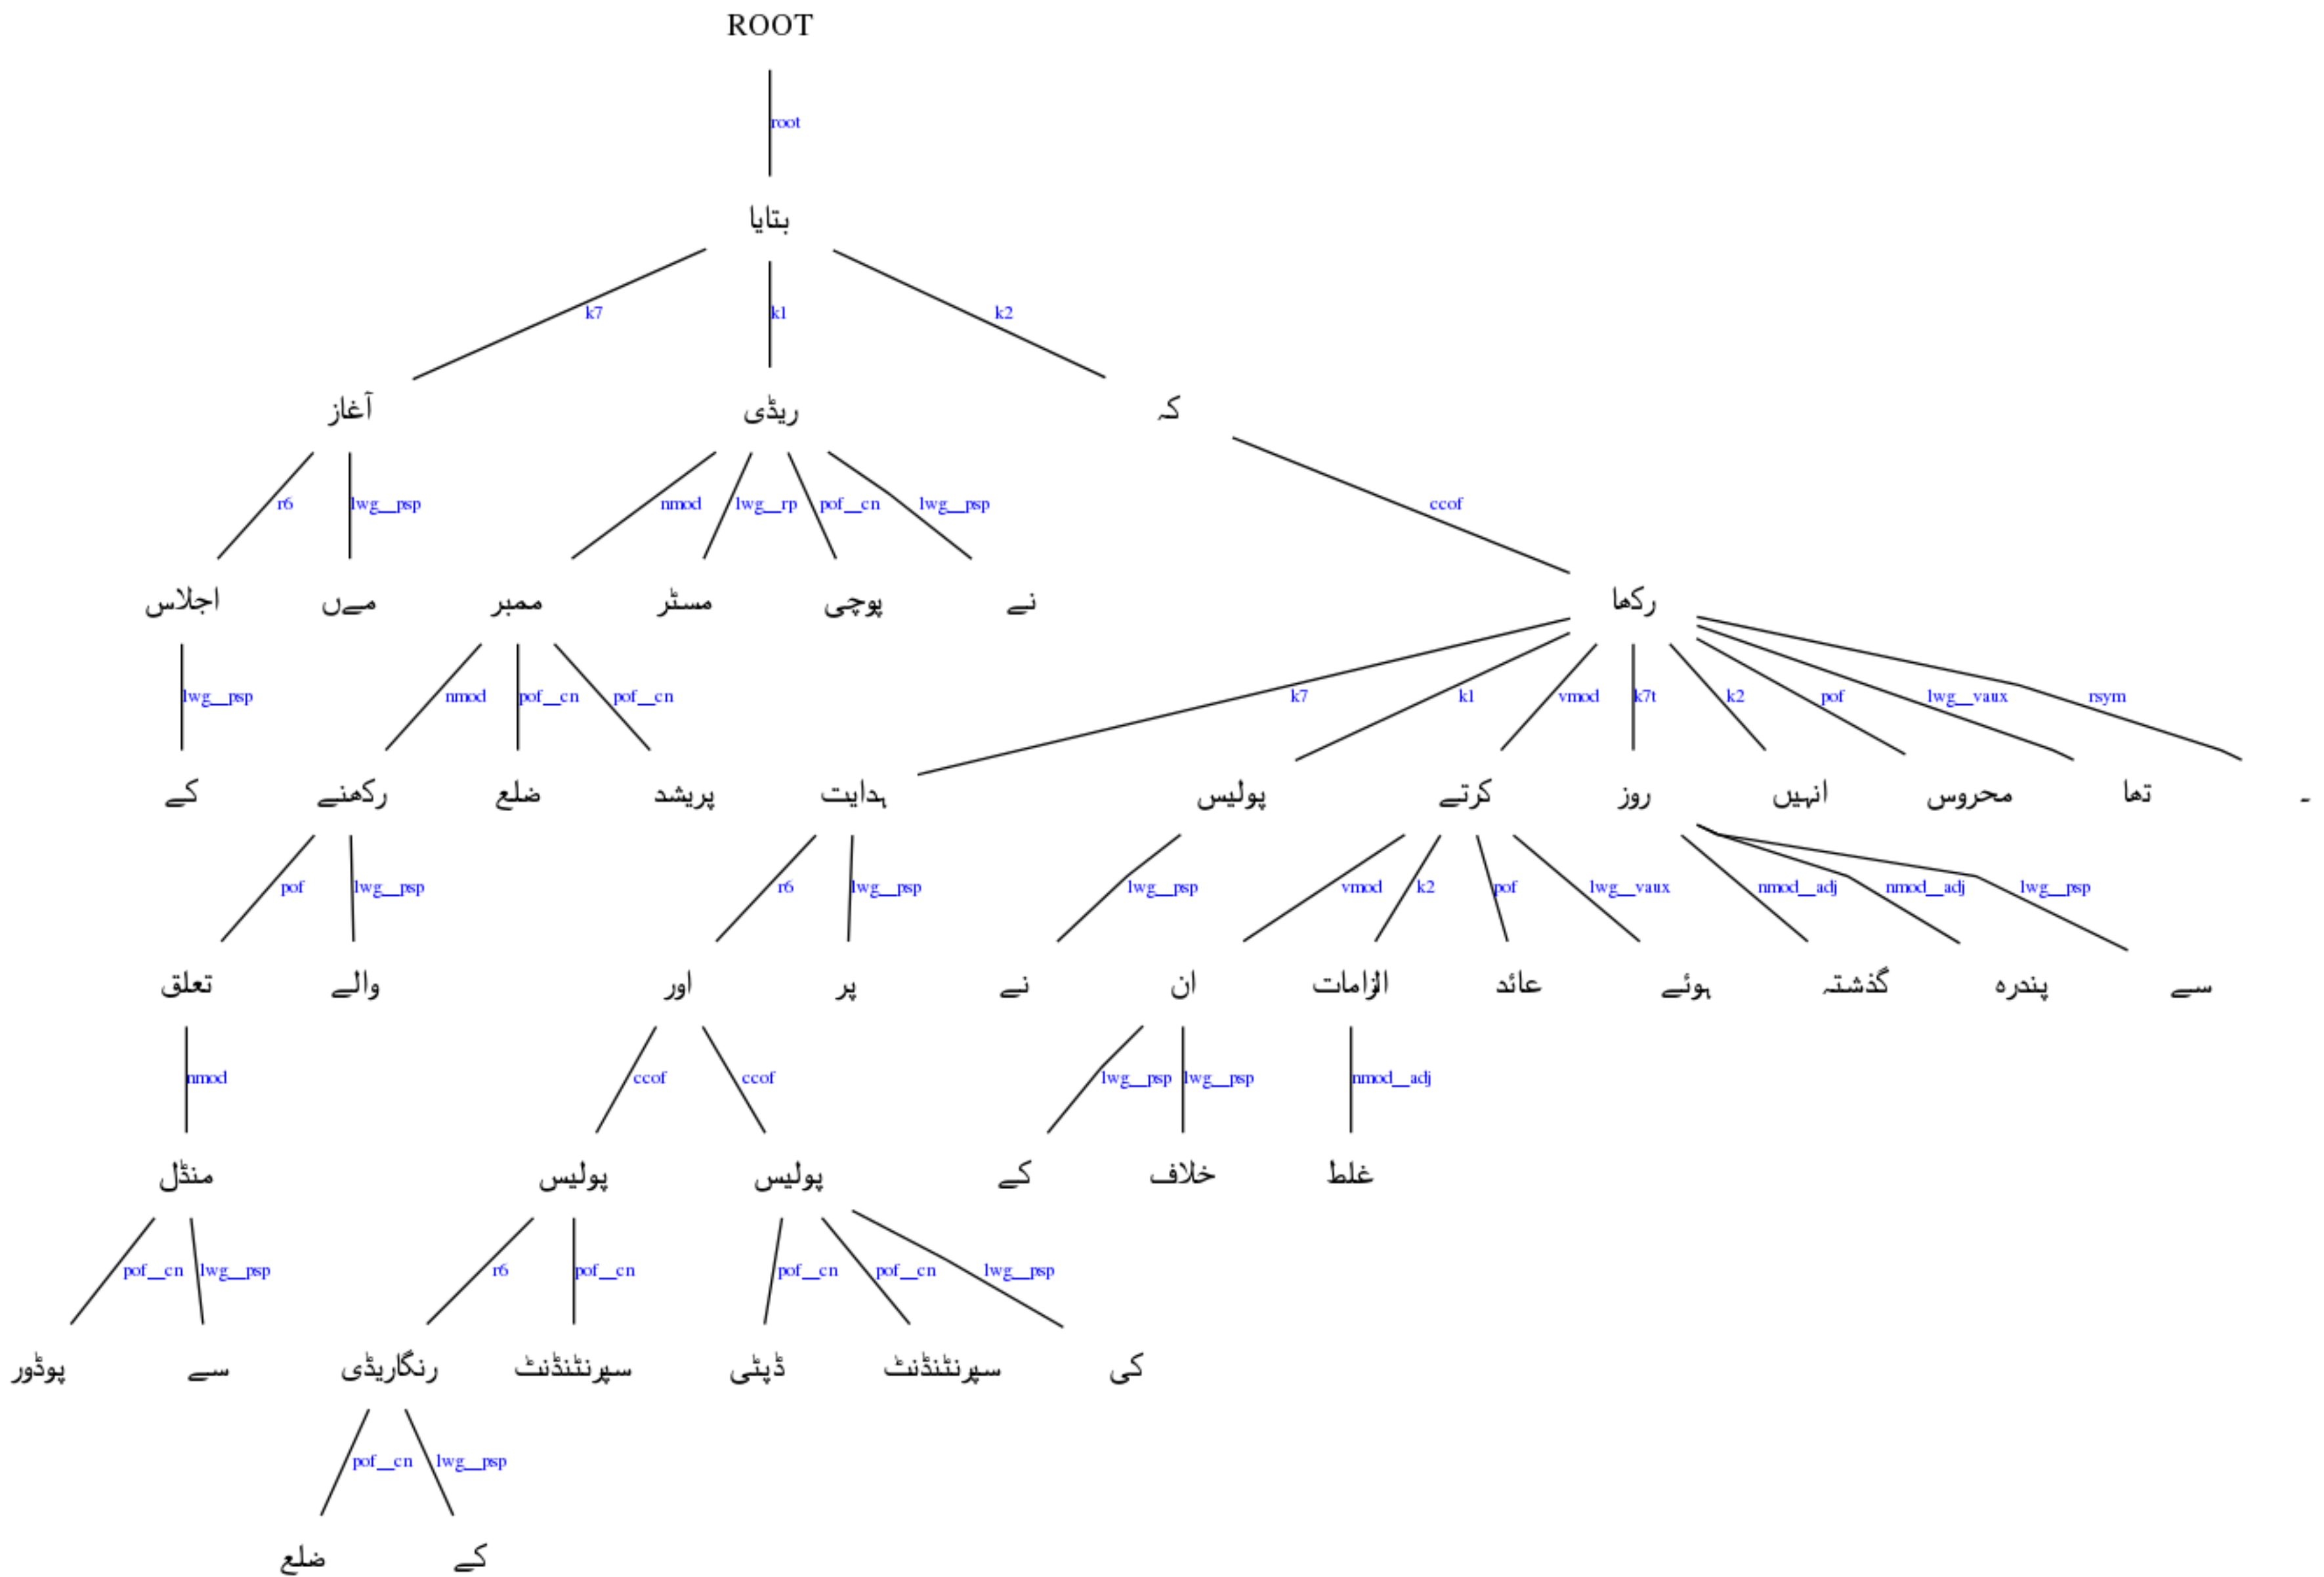 ROOT
root
بتایا
k7 k1 k2
آغاز ریڈی کہ
r6 lwg__psp nmod lwg__rp pof__cn lwg__psp ccof
اجلاس مےں ممبر مسٹر پوچی نے رکھا
lwg__psp nmod pof__cn pof__cn k7 k1 vmod k7t k2 pof lwg__vaux rsym
کے رکھنے ضلع پریشد ہدایت پولیس کرتے روز انہیں محروس تھا ۔
pof lwg__psp r6 lwg__psp lwg__psp vmod k2 pof lwg__vaux nmod__adj nmod__adj lwg__psp
تعلق والے اور پر نے ان الزامات عائد ہوئے گذشتہ پندرہ سے
nmod ccof ccof lwg__psp lwg__psp nmod__adj
منڈل پولیس پولیس کے خلاف غلط
pof__cn lwg__psp r6 pof__cn pof__cn pof__cn lwg__psp
پوڈور سے رنگاریڈی سپرنٹنڈنٹ ڈپٹی سپرنٹنڈنٹ کی
pof__cn lwg__psp
ضلع کے